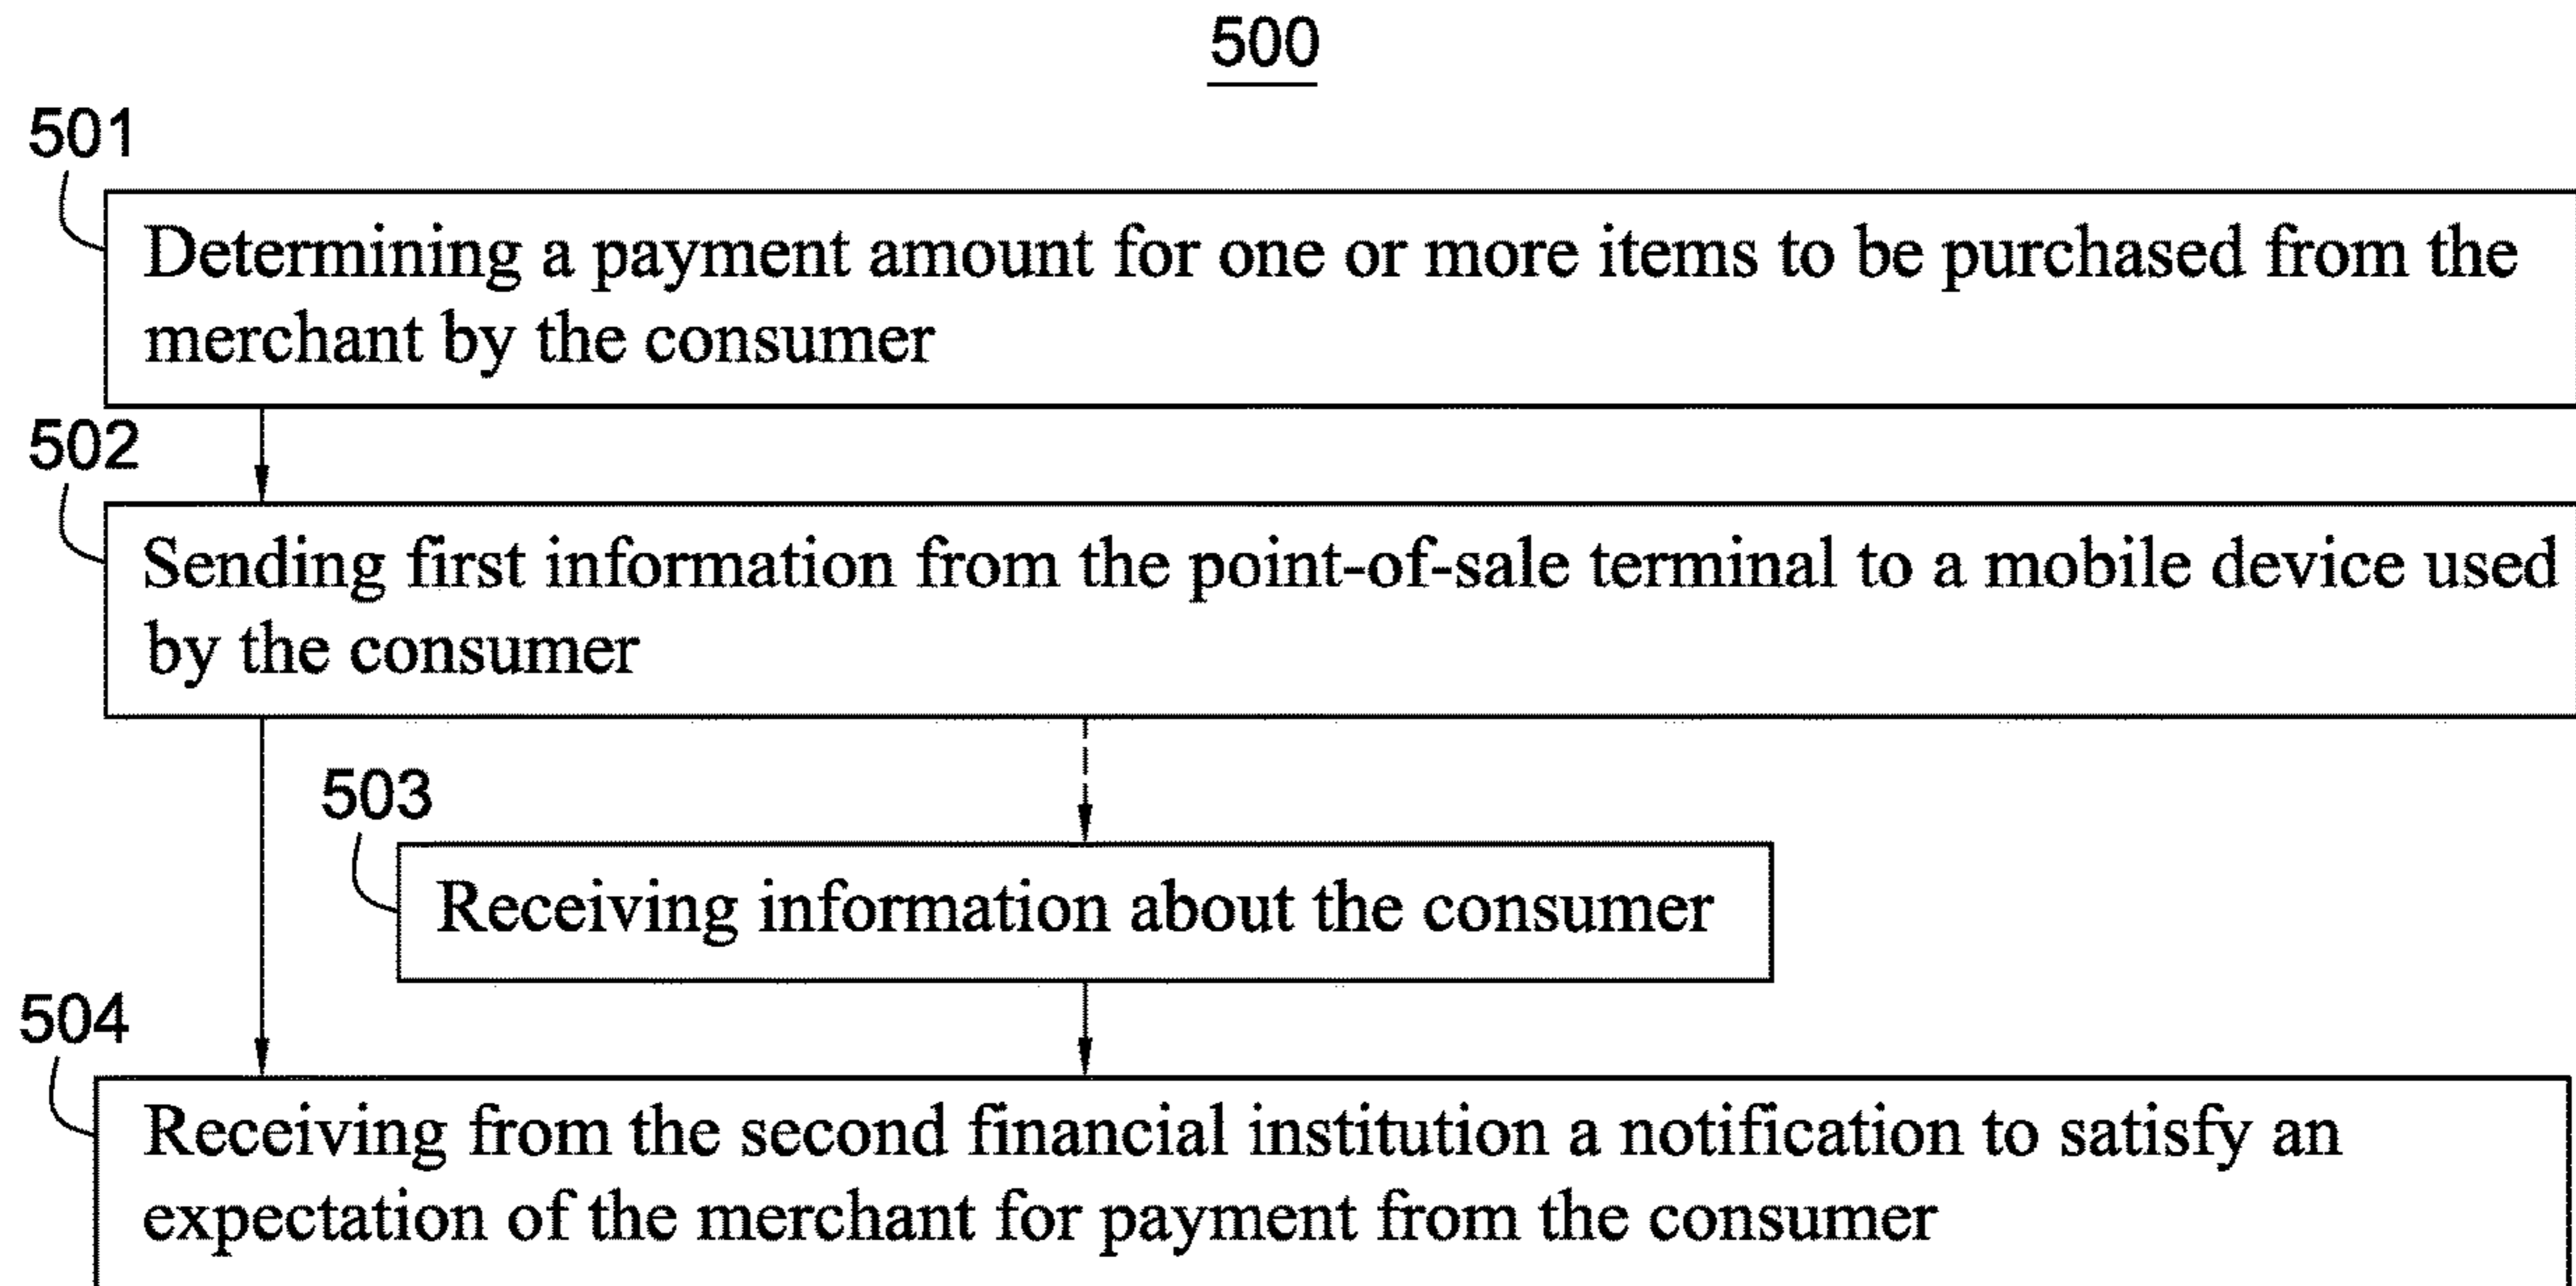 500
501
Determining a payment amount for one or more items to be purchased from the
merchant by the consumer
502
Sending first information from the point-of-sale terminal to a mobile device used
by the consumer
503
Receiving information about the consumer
504
Receiving from the second financial institution a notification to satisfy an
expectation of the merchant for payment from the consumer